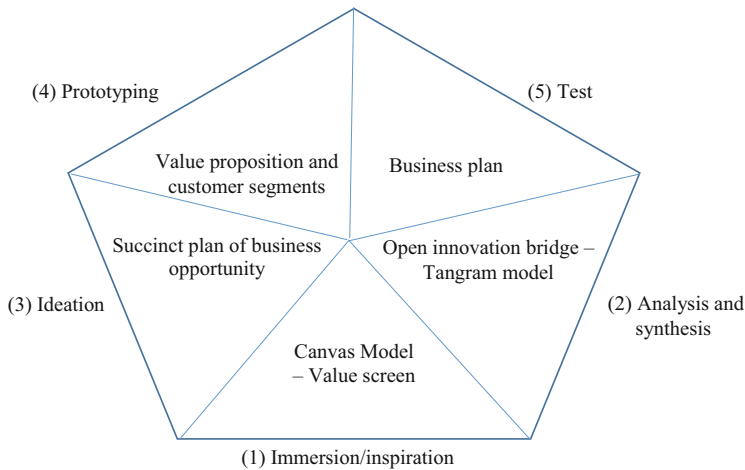 (4) Prototyping
(5) Test
Value proposition and
customer segments
Business plan
Succinct plan of business
opportunity
Open innovation bridge –
Tangram model
(3) Ideation
(2) Analysis and
synthesis
Canvas Model
– Value screen
(1) Immersion/inspiration